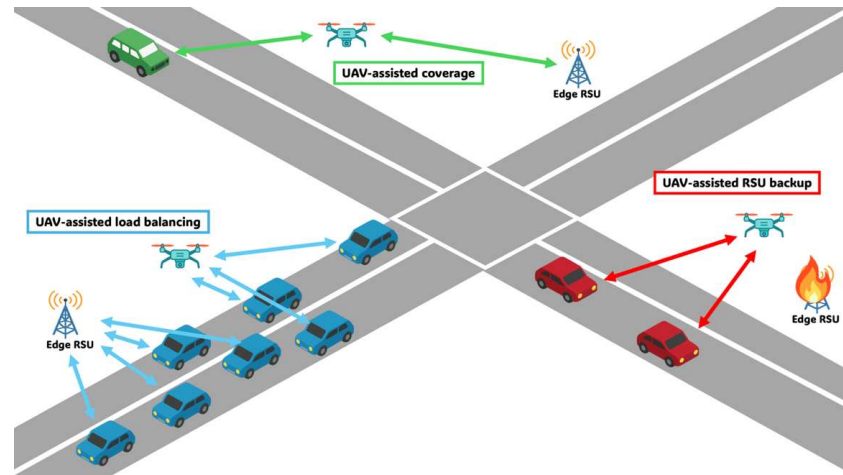 UAV-assisted coverage
Edge RSU
UAV-assisted RSU backup
UAV-assisted load balancing
Edge RSU
Edge RSU